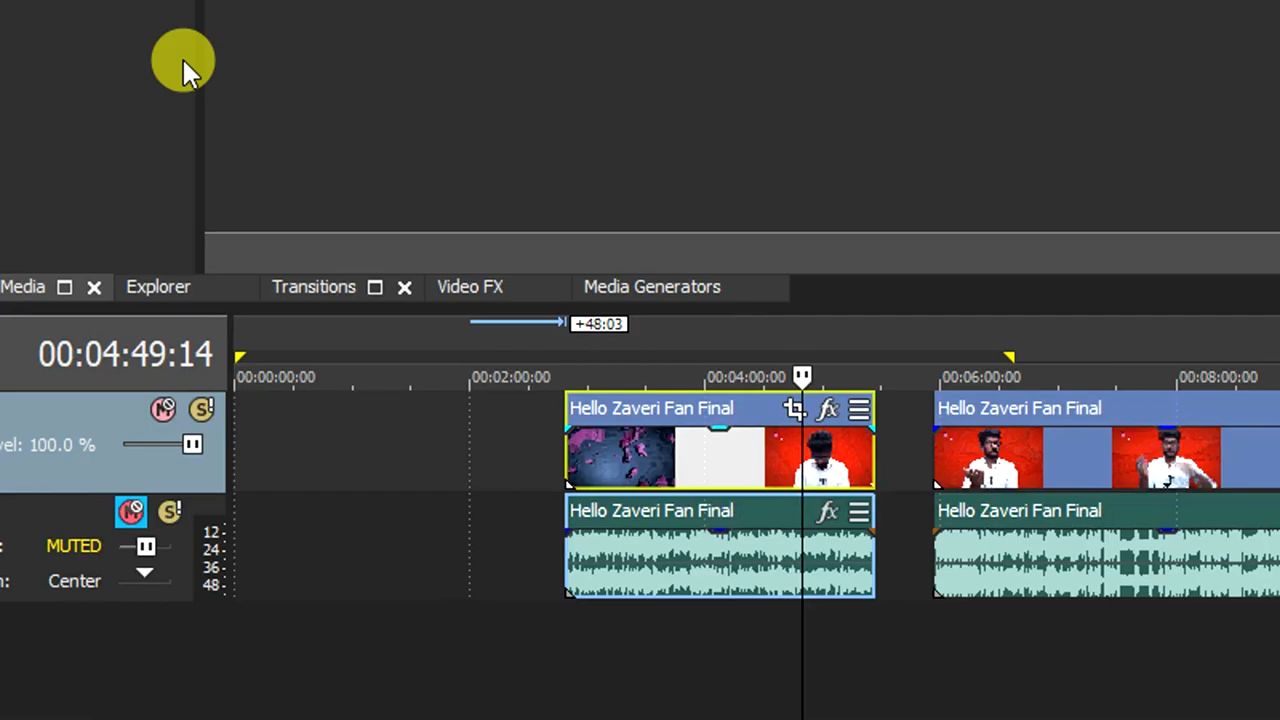 Media Explorer Transitions Video FX Media Generators
+48:03
00:04:49:14
00:00:00:00 00:02:00:00 00:04:00:00 00:06:00:00 00:08:00:00
M S! Hello Zaveri Fan Final fx Hello Zaveri Fan Final
vel: 100.0 %
M S! Hello Zaveri Fan Final fx Hello Zaveri Fan Final
: MUTED
n: Center
12
24
36
48